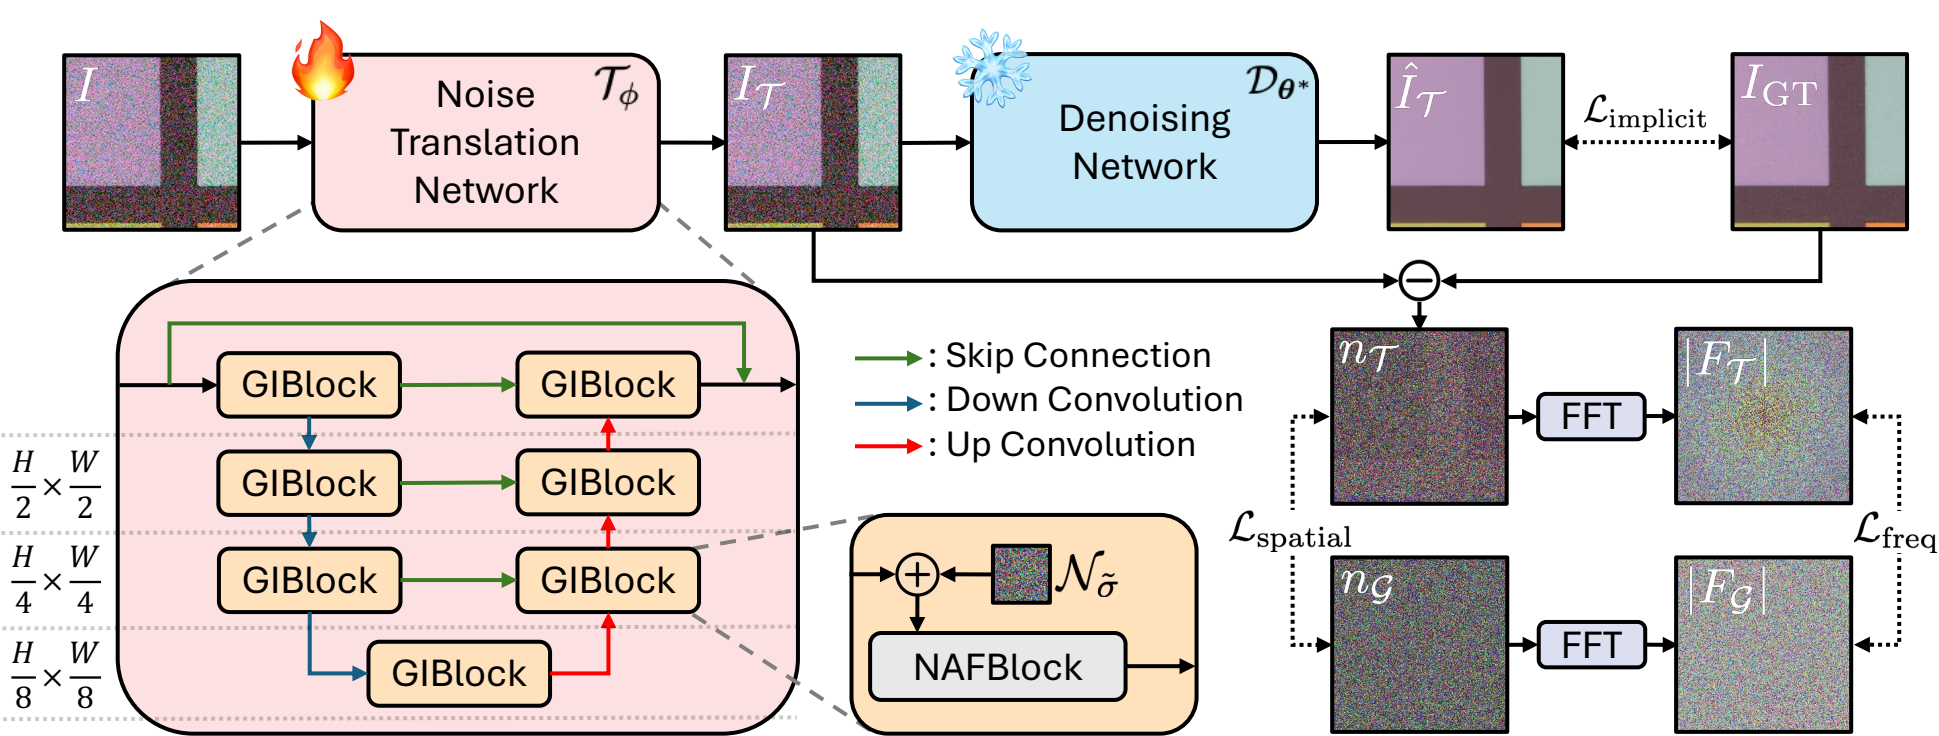 I
Noise
Translation
Network
𝒯_ϕ
I_𝒯
Denoising
Network
𝒟_θ*
Î_𝒯
ℒ_implicit
I_GT
GIBlock
GIBlock
GIBlock
GIBlock
GIBlock
GIBlock
GIBlock
H/2 × W/2
H/4 × W/4
H/8 × W/8
: Skip Connection
: Down Convolution
: Up Convolution
+
𝒩_σ̃
NAFBlock
−
n_𝒯
FFT
|F_𝒯|
ℒ_spatial
ℒ_freq
n_𝒢
FFT
|F_𝒢|